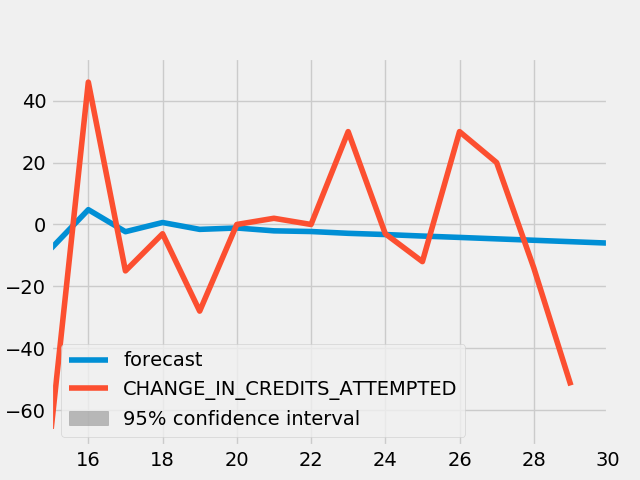 40
20
0
−20
−40
−60
forecast
CHANGE_IN_CREDITS_ATTEMPTED
95% confidence interval
16 18 20 22 24 26 28 30